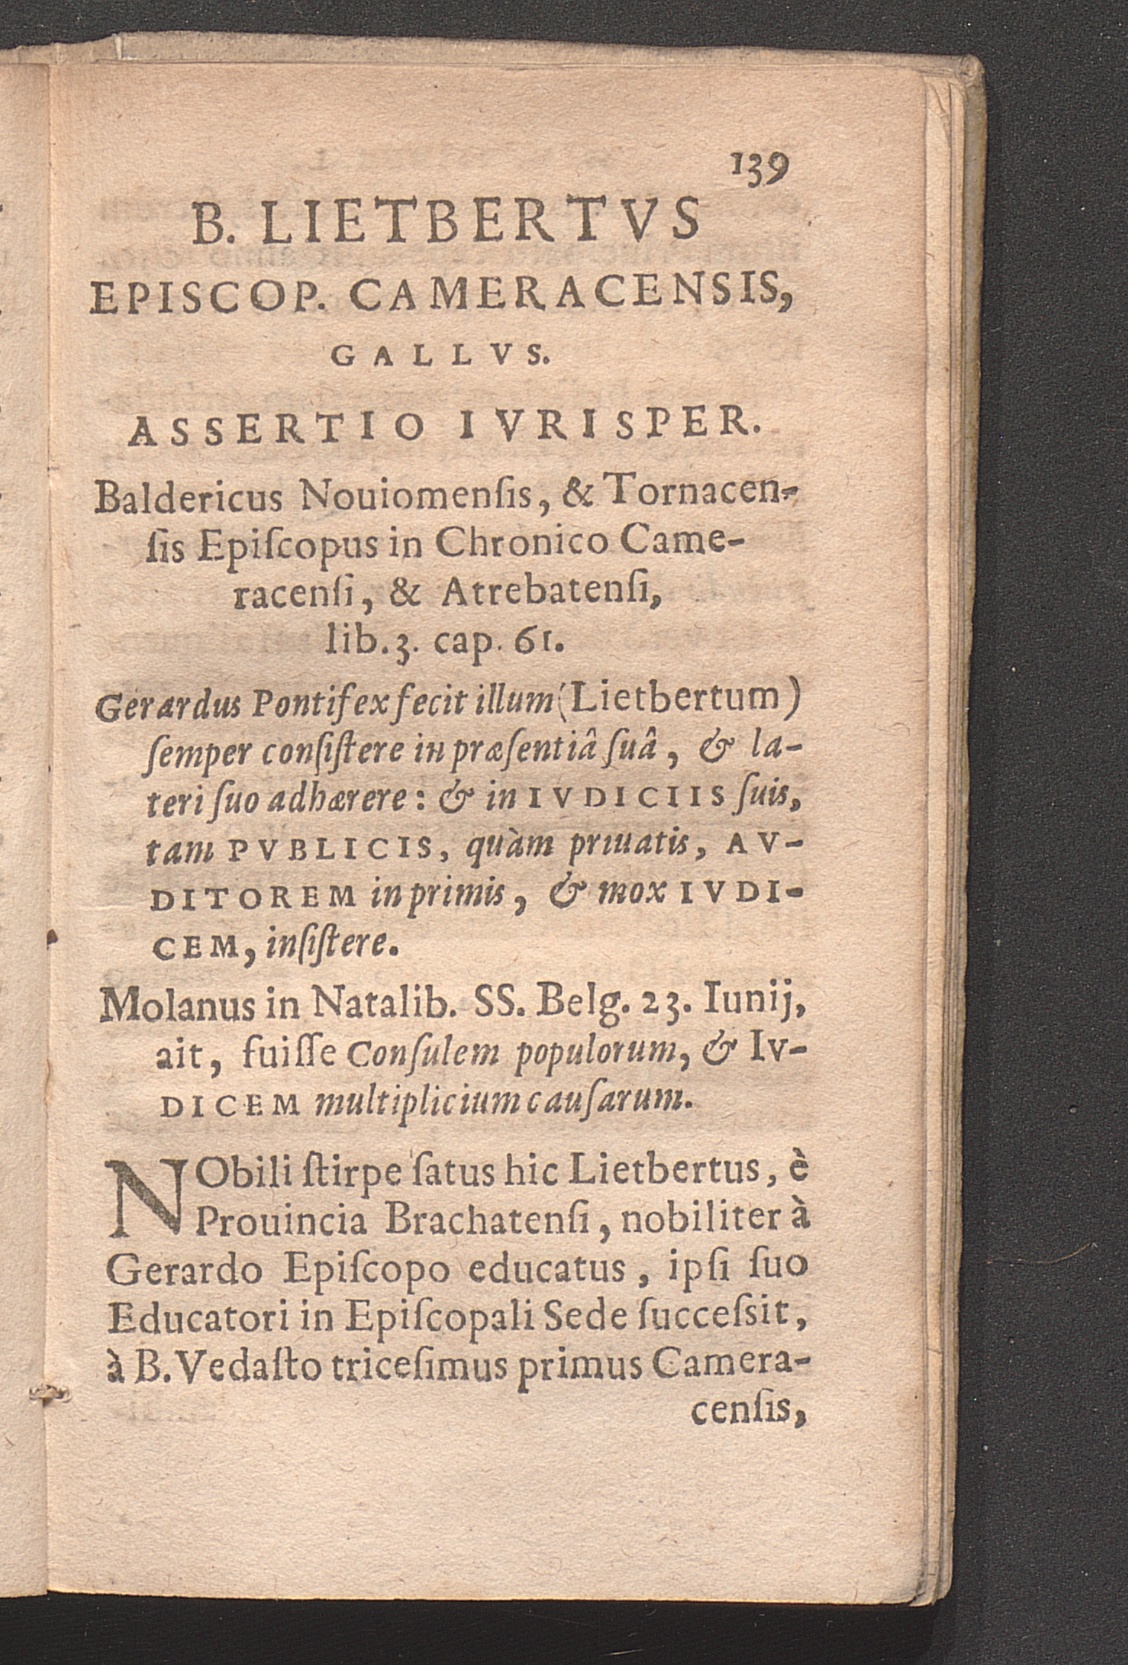 139
B. LIETBERTVS
EPISCOP. CAMERACENSIS,
GALLVS.
ASSERTIO IVRISPER.
Baldericus Nouiomenſis, & Tornacen-
ſis Epiſcopus in Chronico Came-
racenſi, & Atrebatenſi,
lib.3. cap. 61.
Gerardus Pontifex fecit illum (Lietbertum)
ſemper conſiſtere in præſentiâ ſuâ, & la-
teri ſuo adhærere: & in IVDICIIS ſuis,
tam PVBLICIS, quàm priuatis, AV-
DITOREM in primis, & mox IVDI-
CEM, inſiſtere.
Molanus in Natalib. SS. Belg. 23. Iunij,
ait, fuiſſe Conſulem populorum, & Iv-
DICEM multiplicium cauſarum.
NObili ſtirpe ſatus hic Lietbertus, è
Prouincia Brachatenſi, nobiliter à
Gerardo Epiſcopo educatus, ipſi ſuo
Educatori in Epiſcopali Sede ſucceſsit,
à B. Vedaſto triceſimus primus Camera-
cenſis,